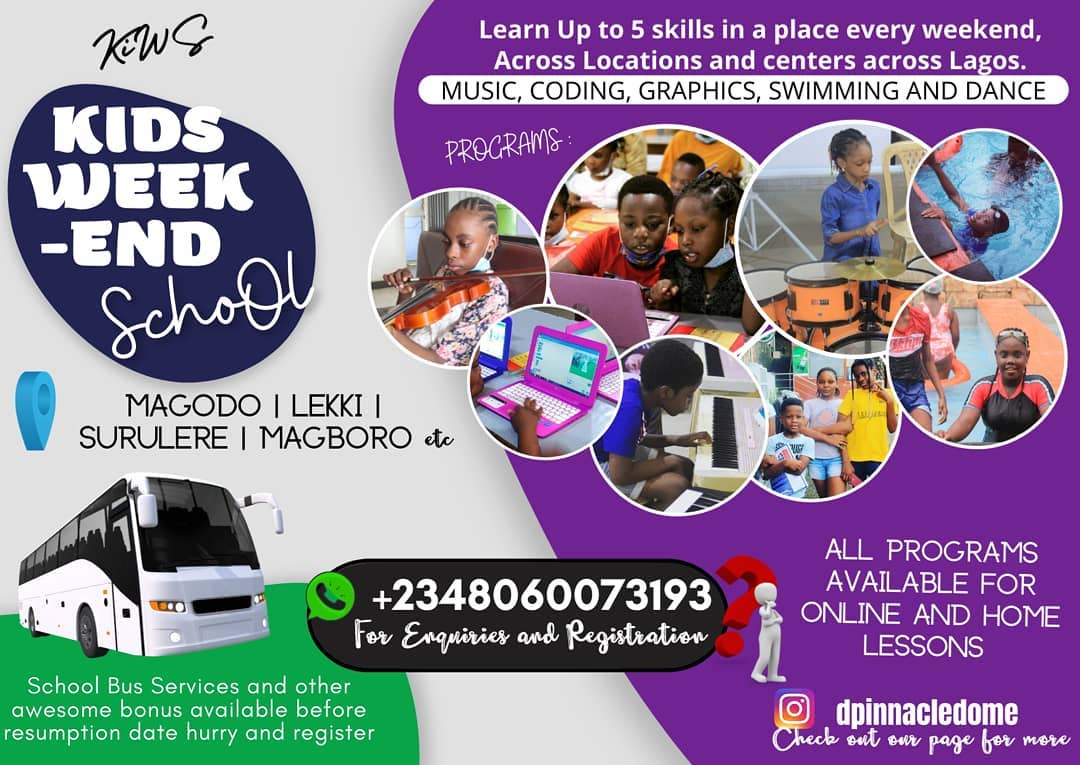 KiWS
KIDS
WEEK
-END
SchoOl
MAGODO | LEKKI |
SURULERE | MAGBORO etc
School Bus Services and other
awesome bonus available before
resumption date hurry and register
Learn Up to 5 skills in a place every weekend,
Across Locations and centers across Lagos.
MUSIC, CODING, GRAPHICS, SWIMMING AND DANCE
PROGRAMS :
+2348060073193
For Enquiries and Registration
ALL PROGRAMS
AVAILABLE FOR
ONLINE AND HOME
LESSONS
dpinnacledome
Check out our page for more